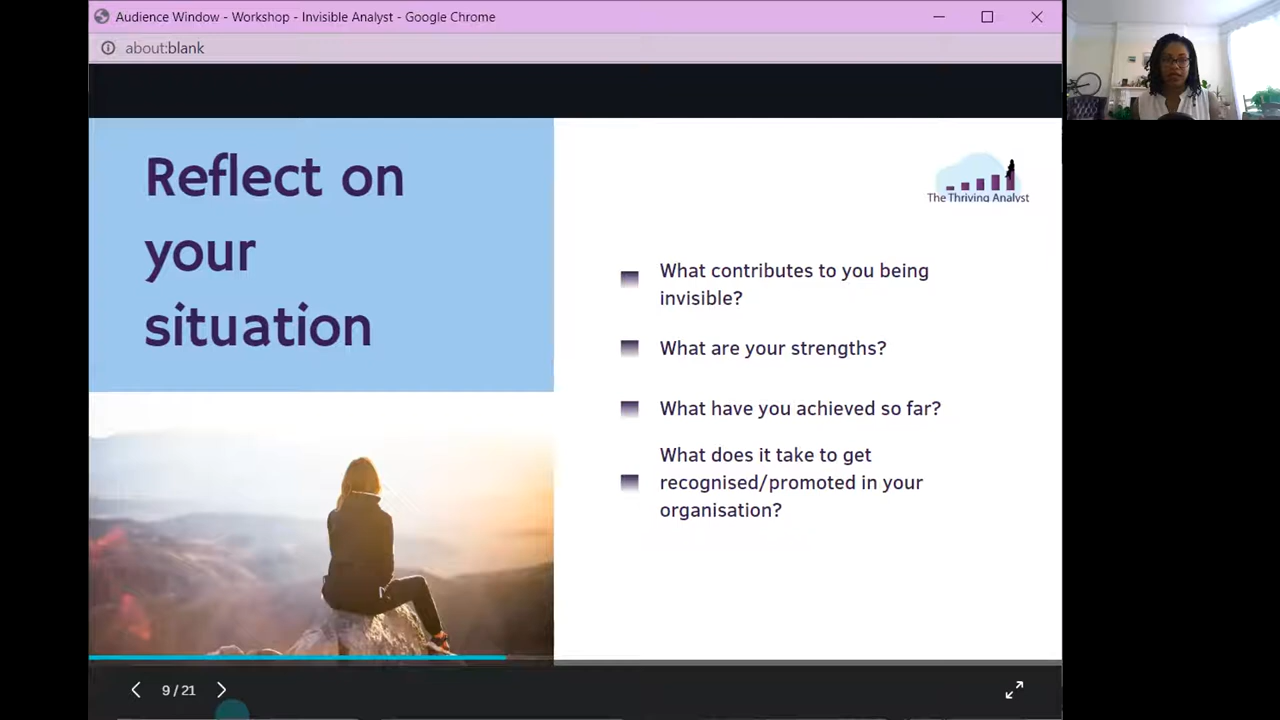 Audience Window - Workshop - Invisible Analyst - Google Chrome
about:blank
Reflect on
your
situation
The Thriving Analyst
What contributes to you being
invisible?
What are your strengths?
What have you achieved so far?
What does it take to get
recognised/promoted in your
organisation?
9 / 21